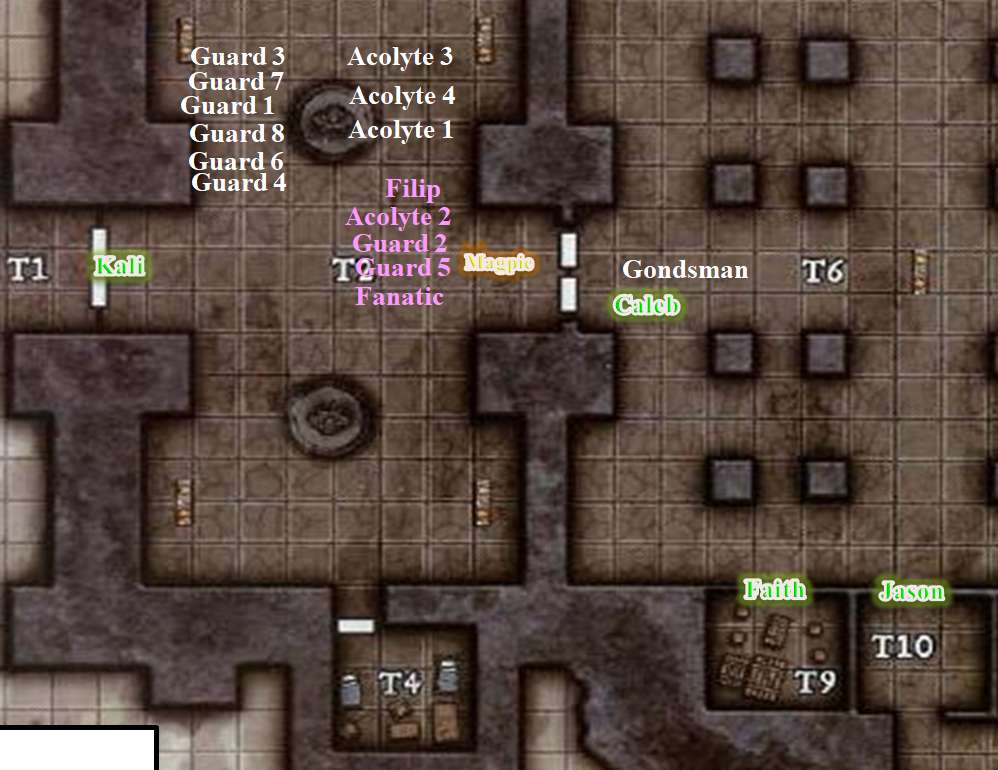 Guard 3
Acolyte 3
Guard 7
Acolyte 4
Guard 1
Acolyte 1
Guard 8
Guard 6
Guard 4
Filip
Acolyte 2
Guard 2
T1
Kali
T2
Guard 5
Magpie
Gondsman
T6
Fanatic
Caleb
Faith
Jason
T10
T4
T9